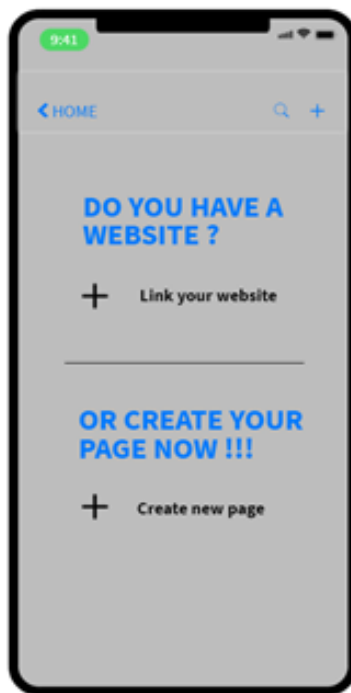 9:41
HOME
DO YOU HAVE A
WEBSITE ?
Link your website
OR CREATE YOUR
PAGE NOW !!!
Create new page